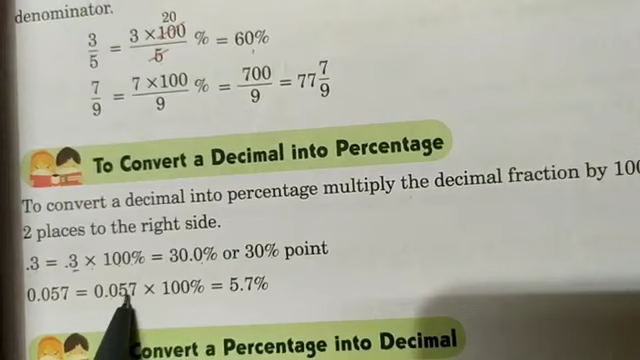 denominator.
3/5 = 3 × 100/5 % = 60%
20
7/9 = 7 × 100/9 % = 700/9 = 77 7/9
To Convert a Decimal into Percentage
To convert a decimal into percentage multiply the decimal fraction by 100
2 places to the right side.
.3 = .3 × 100% = 30.0% or 30% point
0.057 = 0.057 × 100% = 5.7%
Convert a Percentage into Decimal